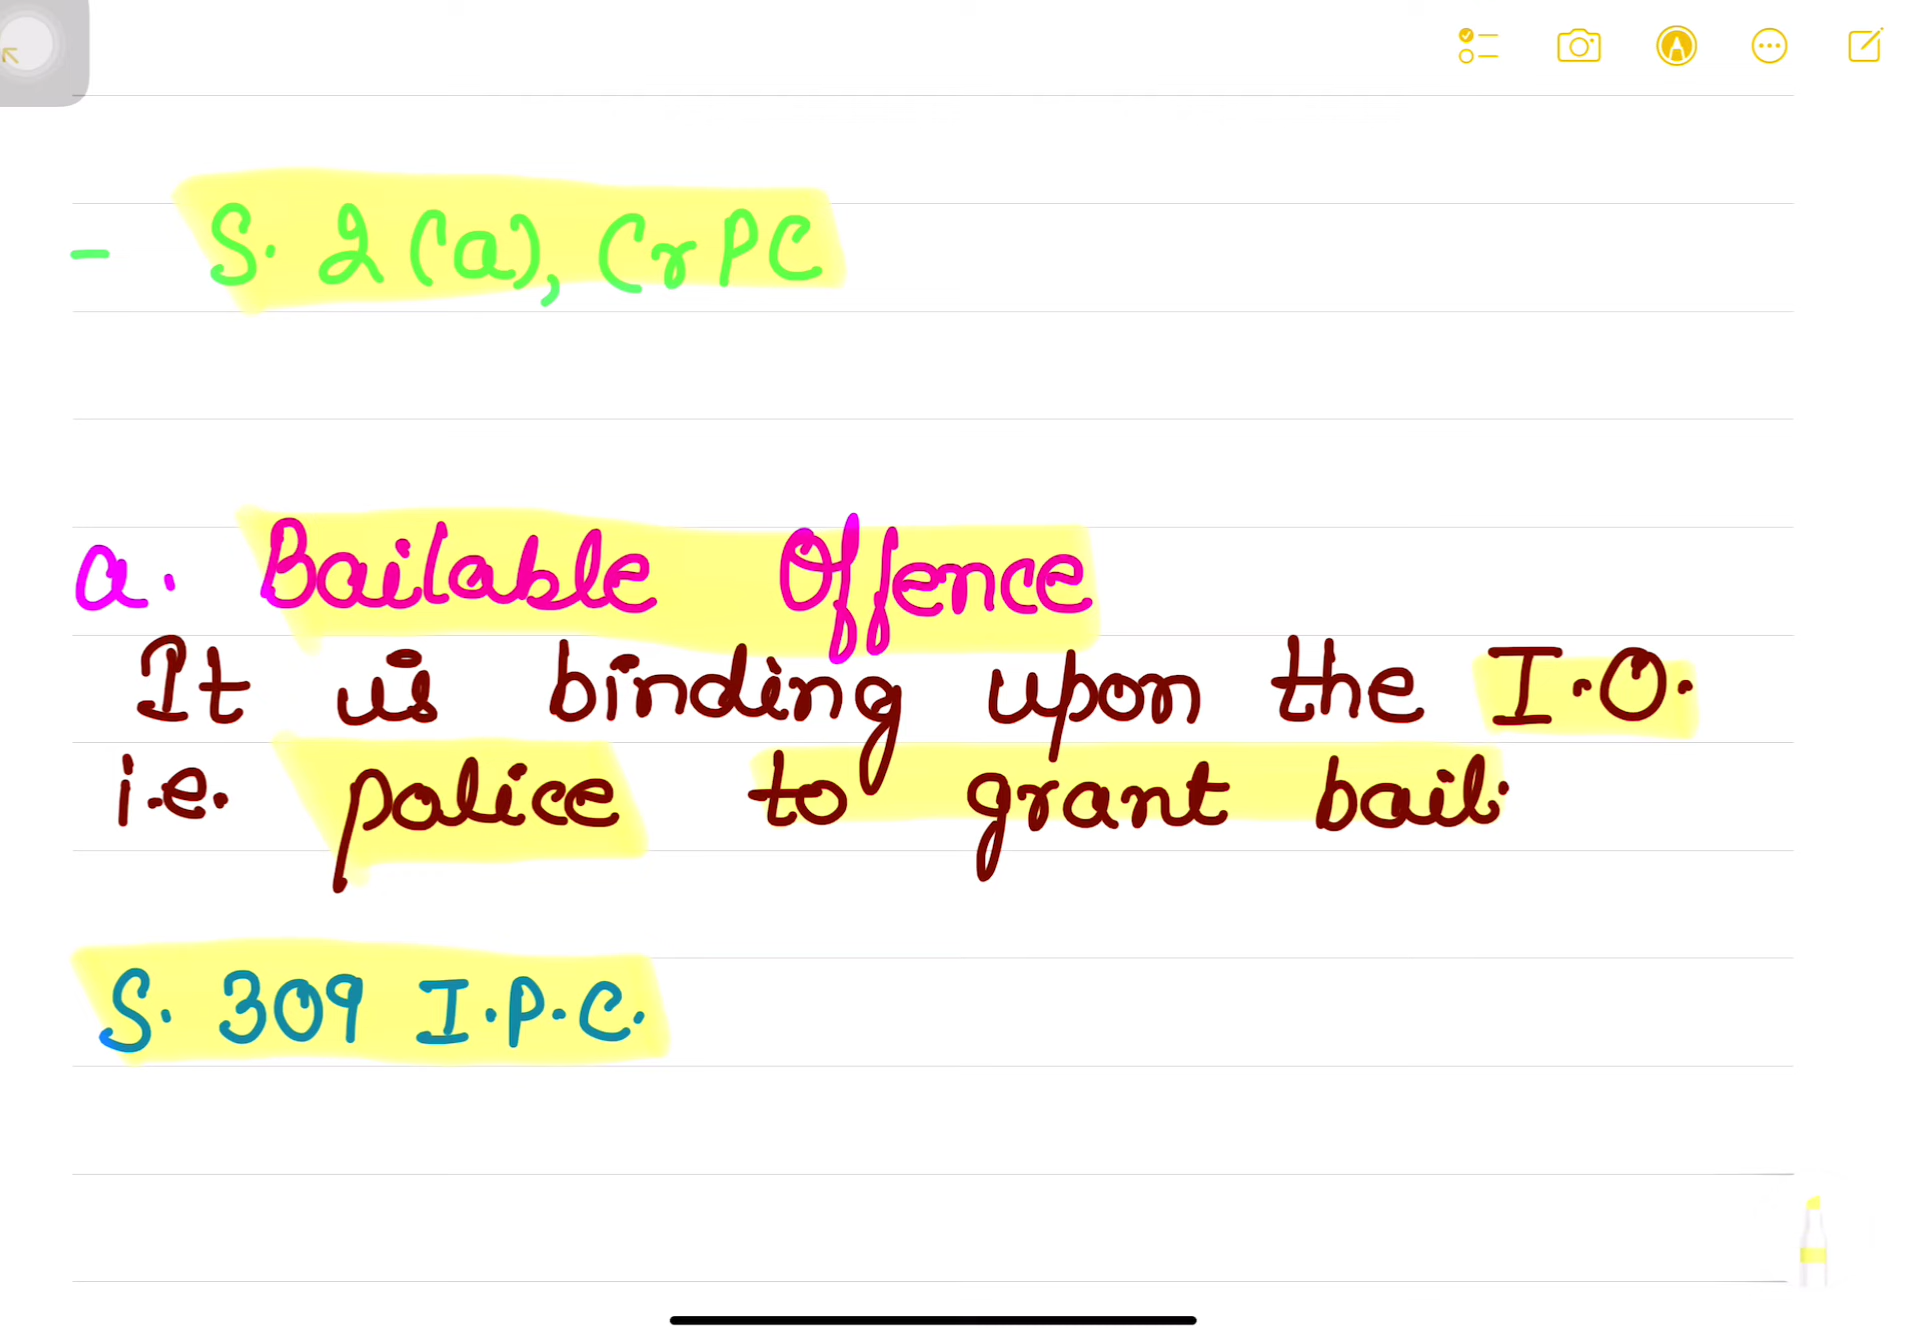 - S. 2(a), CrPC
a. Bailable Offence
It is binding upon the I.O.
i.e. police to grant bail.
S. 309 I.P.C.